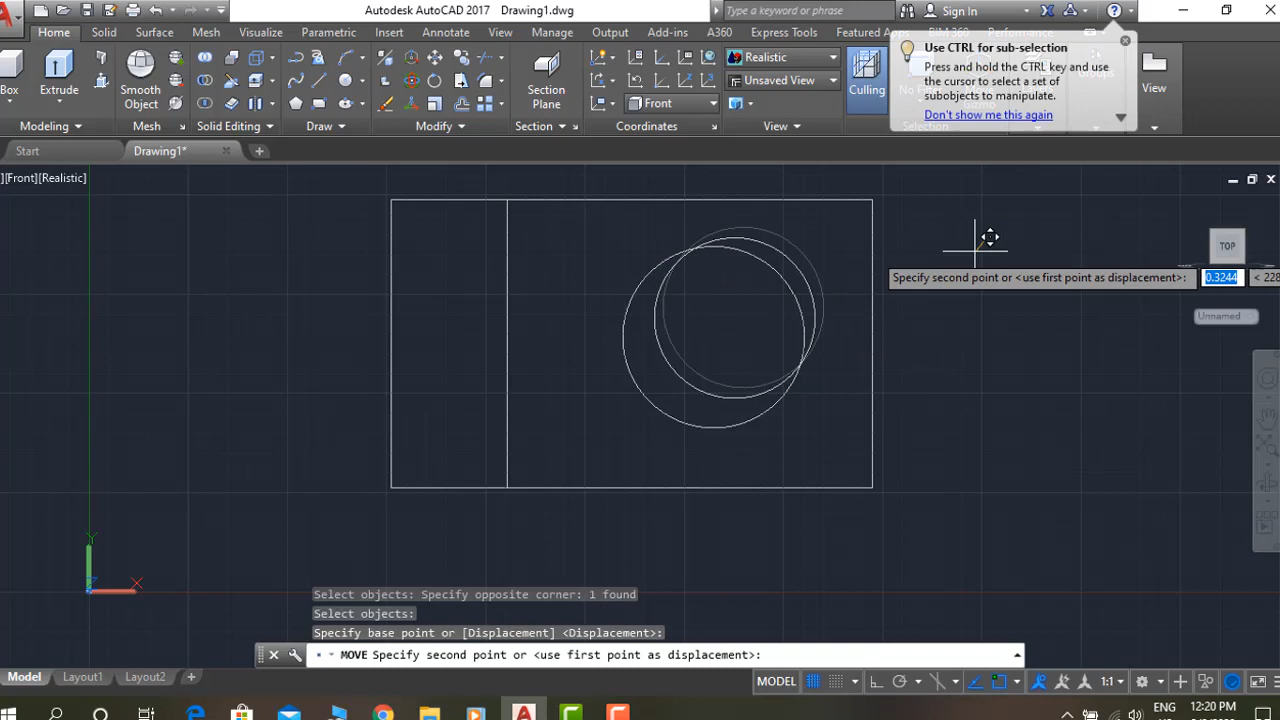 Autodesk AutoCAD 2017 Drawing1.dwg
Type a keyword or phrase
Sign In
Home Solid Surface Mesh Visualize Parametric Insert Annotate View Manage Output Add-ins A360 Express Tools Featured Apps BIM 360 Performance
Box
Extrude
Smooth
Object
Section
Plane
Realistic
Unsaved View
Front
Culling
View
Modeling
Mesh
Solid Editing
Draw
Modify
Section
Coordinates
View
Selection
Use CTRL for sub-selection
Press and hold the CTRL key and use
the cursor to select a set of
subobjects to manipulate.
Don't show me this again
Start
Drawing1*
][Front][Realistic]
TOP
Specify second point or <use first point as displacement>:
0.3244
< 228
Unnamed
Y
X
Select objects: Specify opposite corner: 1 found
Select objects:
Specify base point or [Displacement] <Displacement>:
MOVE Specify second point or <use first point as displacement>:
Model
Layout1
Layout2
MODEL
1:1
ENG
12:20 PM